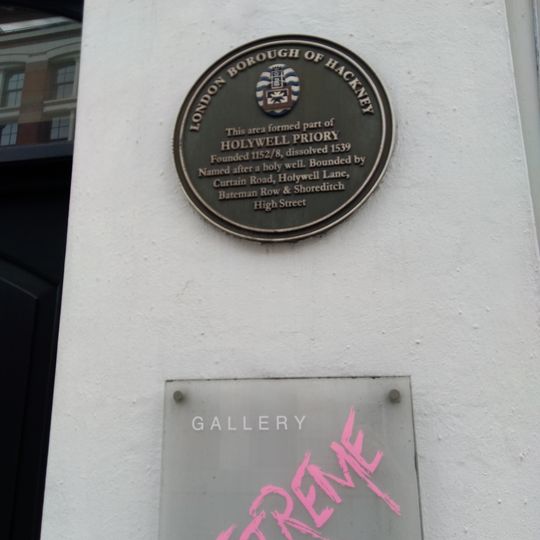 LONDON BOROUGH OF HACKNEY
This area formed part of
HOLYWELL PRIORY
Founded 1152/8, dissolved 1539
Named after a holy well. Bounded by
Curtain Road, Holywell Lane,
Bateman Row & Shoreditch
High Street
GALLERY